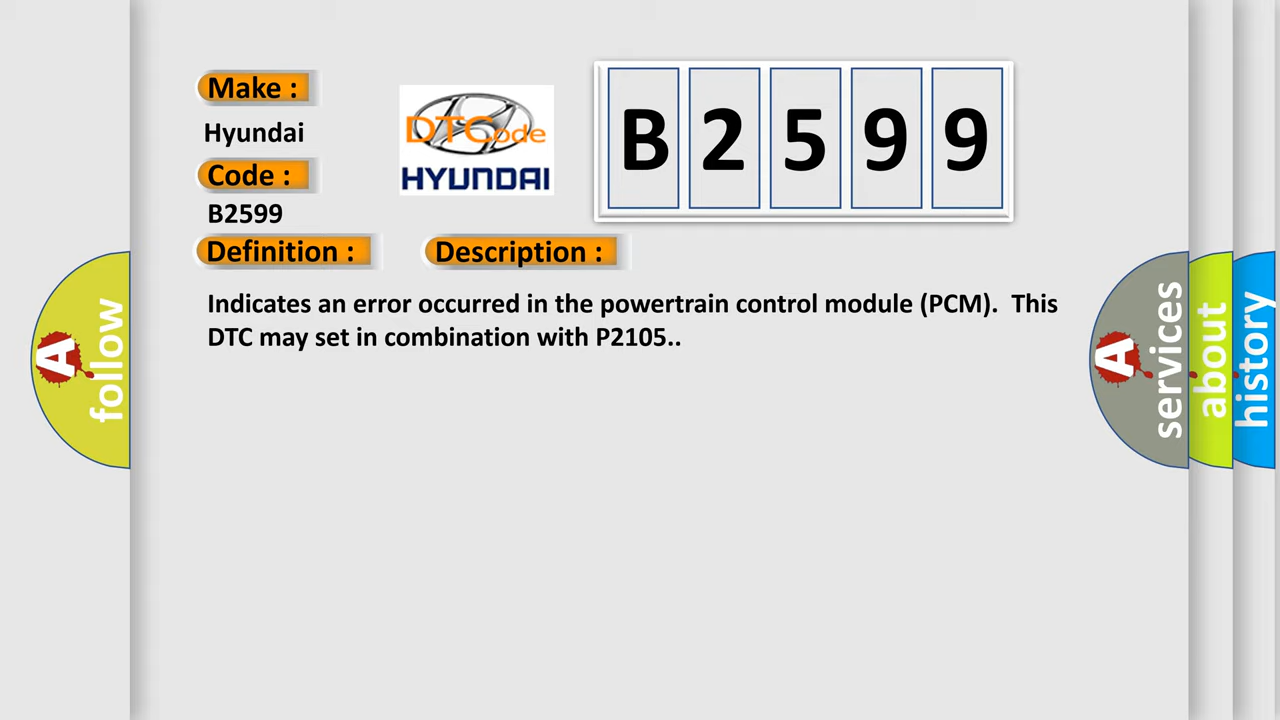 Make :
Hyundai
Code :
B2599
Definition :
Description :
Indicates an error occurred in the powertrain control module (PCM). This
DTC may set in combination with P2105..
DTCode
HYUNDAI
B 2 5 9 9
A follow
A services
about
history